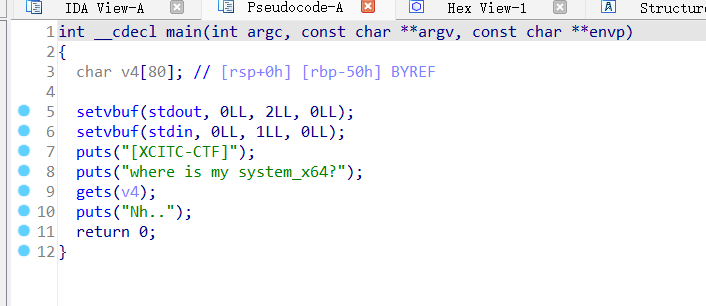 IDA View-A Pseudocode-A Hex View-1 A Structure
1 int __cdecl main(int argc, const char **argv, const char **envp)
2 {
3 char v4[80]; // [rsp+0h] [rbp-50h] BYREF
4
5 setvbuf(stdout, 0LL, 2LL, 0LL);
6 setvbuf(stdin, 0LL, 1LL, 0LL);
7 puts("[XCITC-CTF]");
8 puts("where is my system_x64?");
9 gets(v4);
10 puts("Nh..");
11 return 0;
12 }